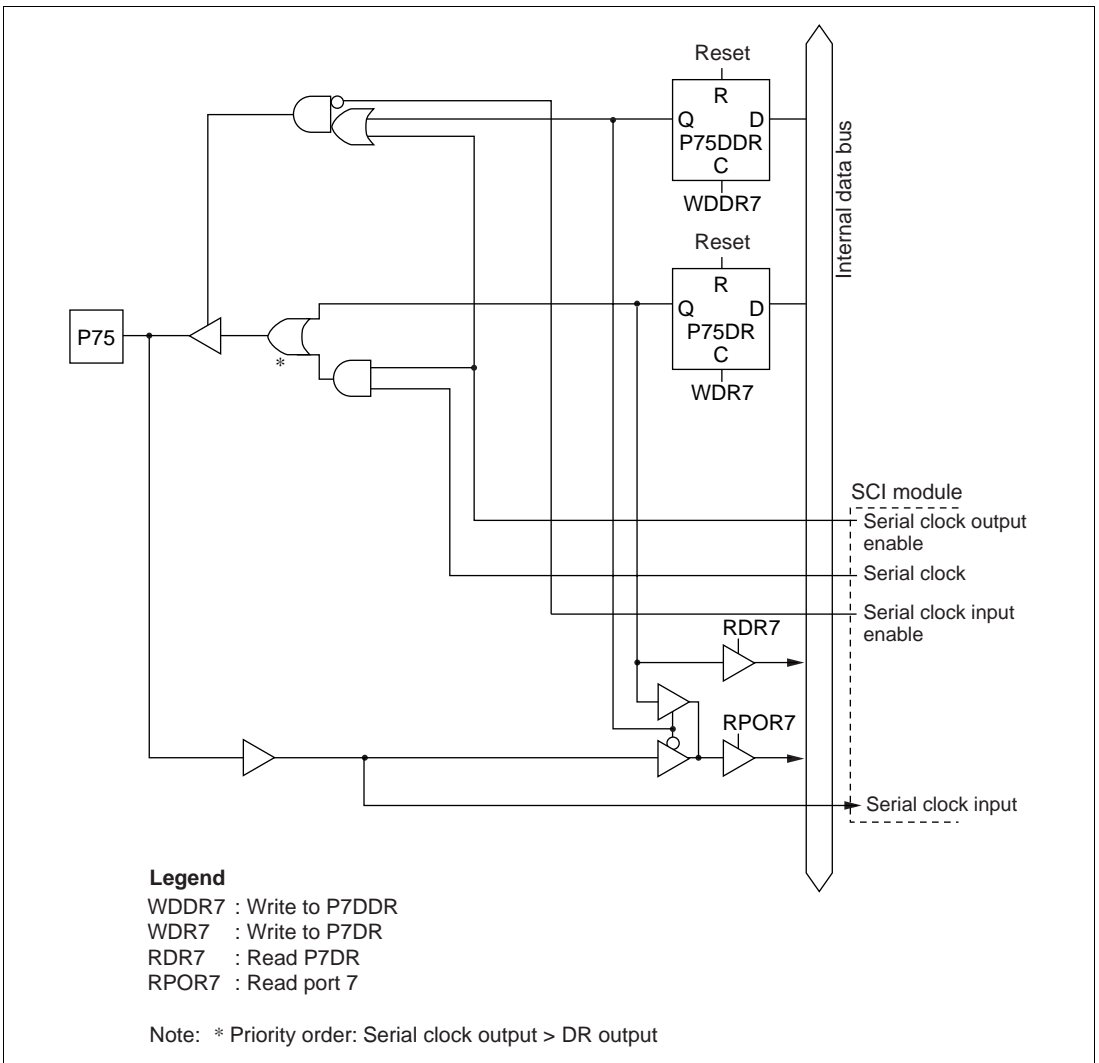 Reset
R
Q D
P75DDR
C
WDDR7
Internal data bus
Reset
R
Q D
P75DR
C
WDR7
P75
*
SCI module
Serial clock output
enable
Serial clock
Serial clock input
enable
RDR7
RPOR7
Serial clock input
Legend
WDDR7 : Write to P7DDR
WDR7 : Write to P7DR
RDR7 : Read P7DR
RPOR7 : Read port 7
Note: * Priority order: Serial clock output > DR output